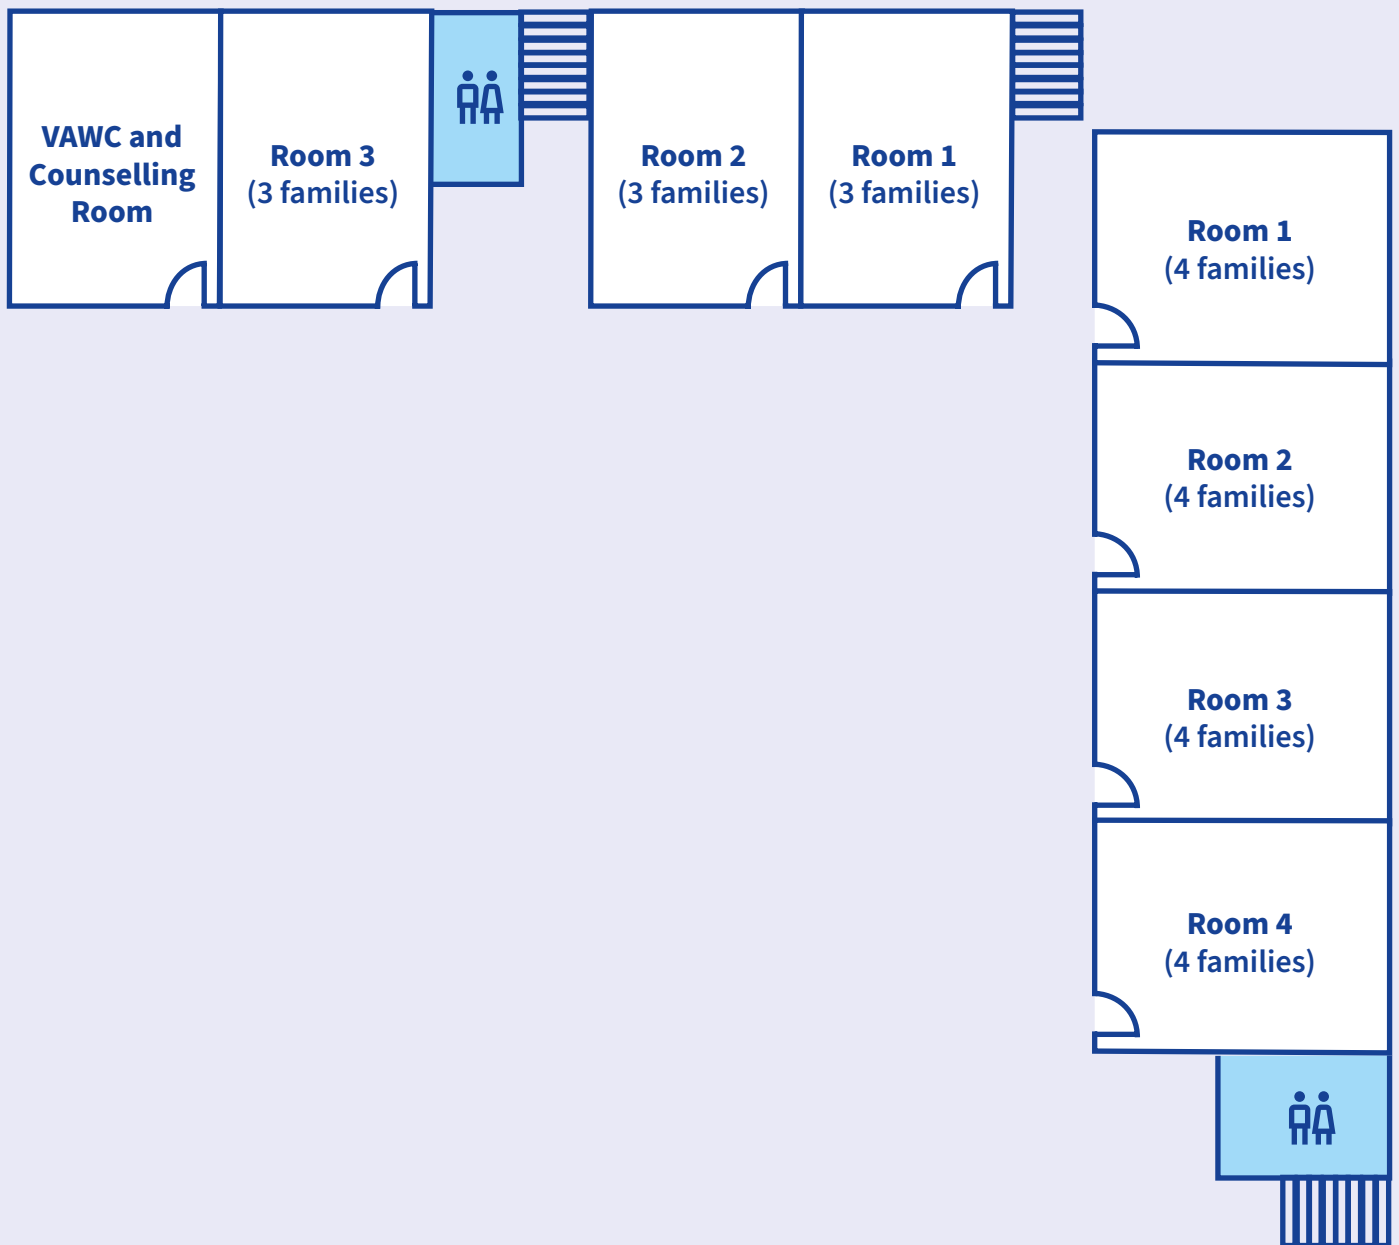 VAWC and
Counselling
Room
Room 3
(3 families)
Room 2
(3 families)
Room 1
(3 families)
Room 1
(4 families)
Room 2
(4 families)
Room 3
(4 families)
Room 4
(4 families)